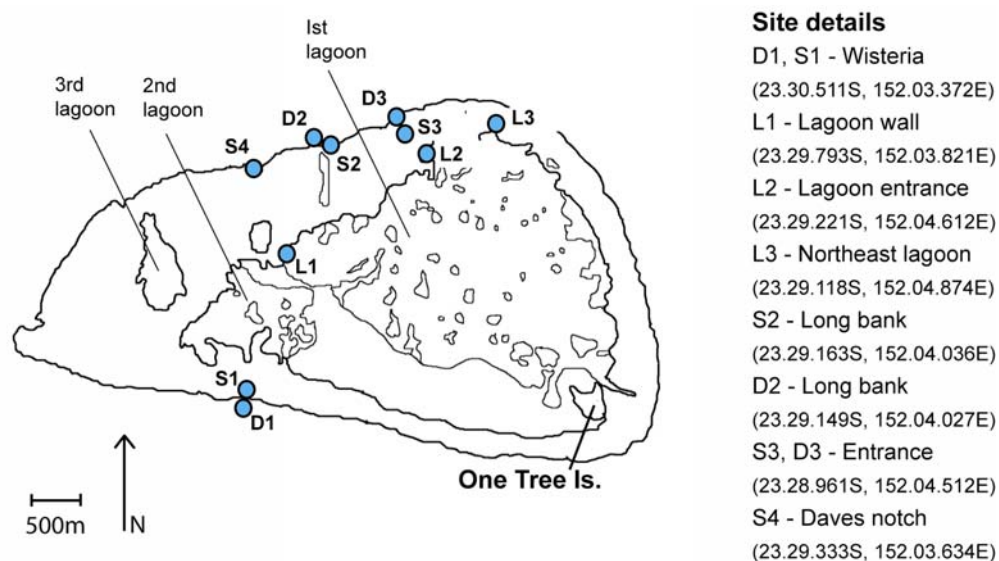 Ist
lagoon
3rd
lagoon
2nd
lagoon
D3
L3
D2
S3
S4
S2
L2
L1
S1
D1
One Tree Is.
500m
N
Site details
D1, S1 - Wisteria
(23.30.511S, 152.03.372E)
L1 - Lagoon wall
(23.29.793S, 152.03.821E)
L2 - Lagoon entrance
(23.29.221S, 152.04.612E)
L3 - Northeast lagoon
(23.29.118S, 152.04.874E)
S2 - Long bank
(23.29.163S, 152.04.036E)
D2 - Long bank
(23.29.149S, 152.04.027E)
S3, D3 - Entrance
(23.28.961S, 152.04.512E)
S4 - Daves notch
(23.29.333S, 152.03.634E)